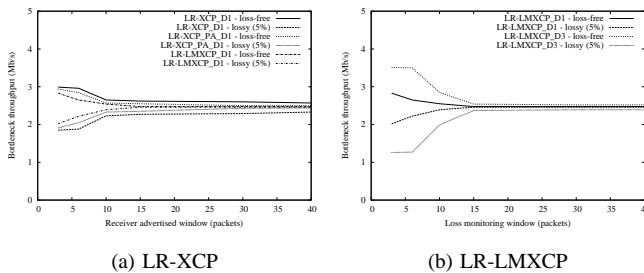 LR-XCP_D1 - loss-free
LR-XCP_D1 - lossy (5%)
LR-XCP_PA_D1 - loss-free
LR-XCP_PA_D1 - lossy (5%)
LR-LMXCP_D1 - loss-free
LR-LMXCP_D1 - lossy (5%)
Bottleneck throughput (Mb/s)
5
4
3
2
1
0
0 5 10 15 20 25 30 35 40
Receiver advertised window (packets)
(a) LR-XCP
LR-LMXCP_D1 - loss-free
LR-LMXCP_D1 - lossy (5%)
LR-LMXCP_D3 - loss-free
LR-LMXCP_D3 - lossy (5%)
Bottleneck throughput (Mb/s)
5
4
3
2
1
0
0 5 10 15 20 25 30 35 40
Loss monitoring window (packets)
(b) LR-LMXCP